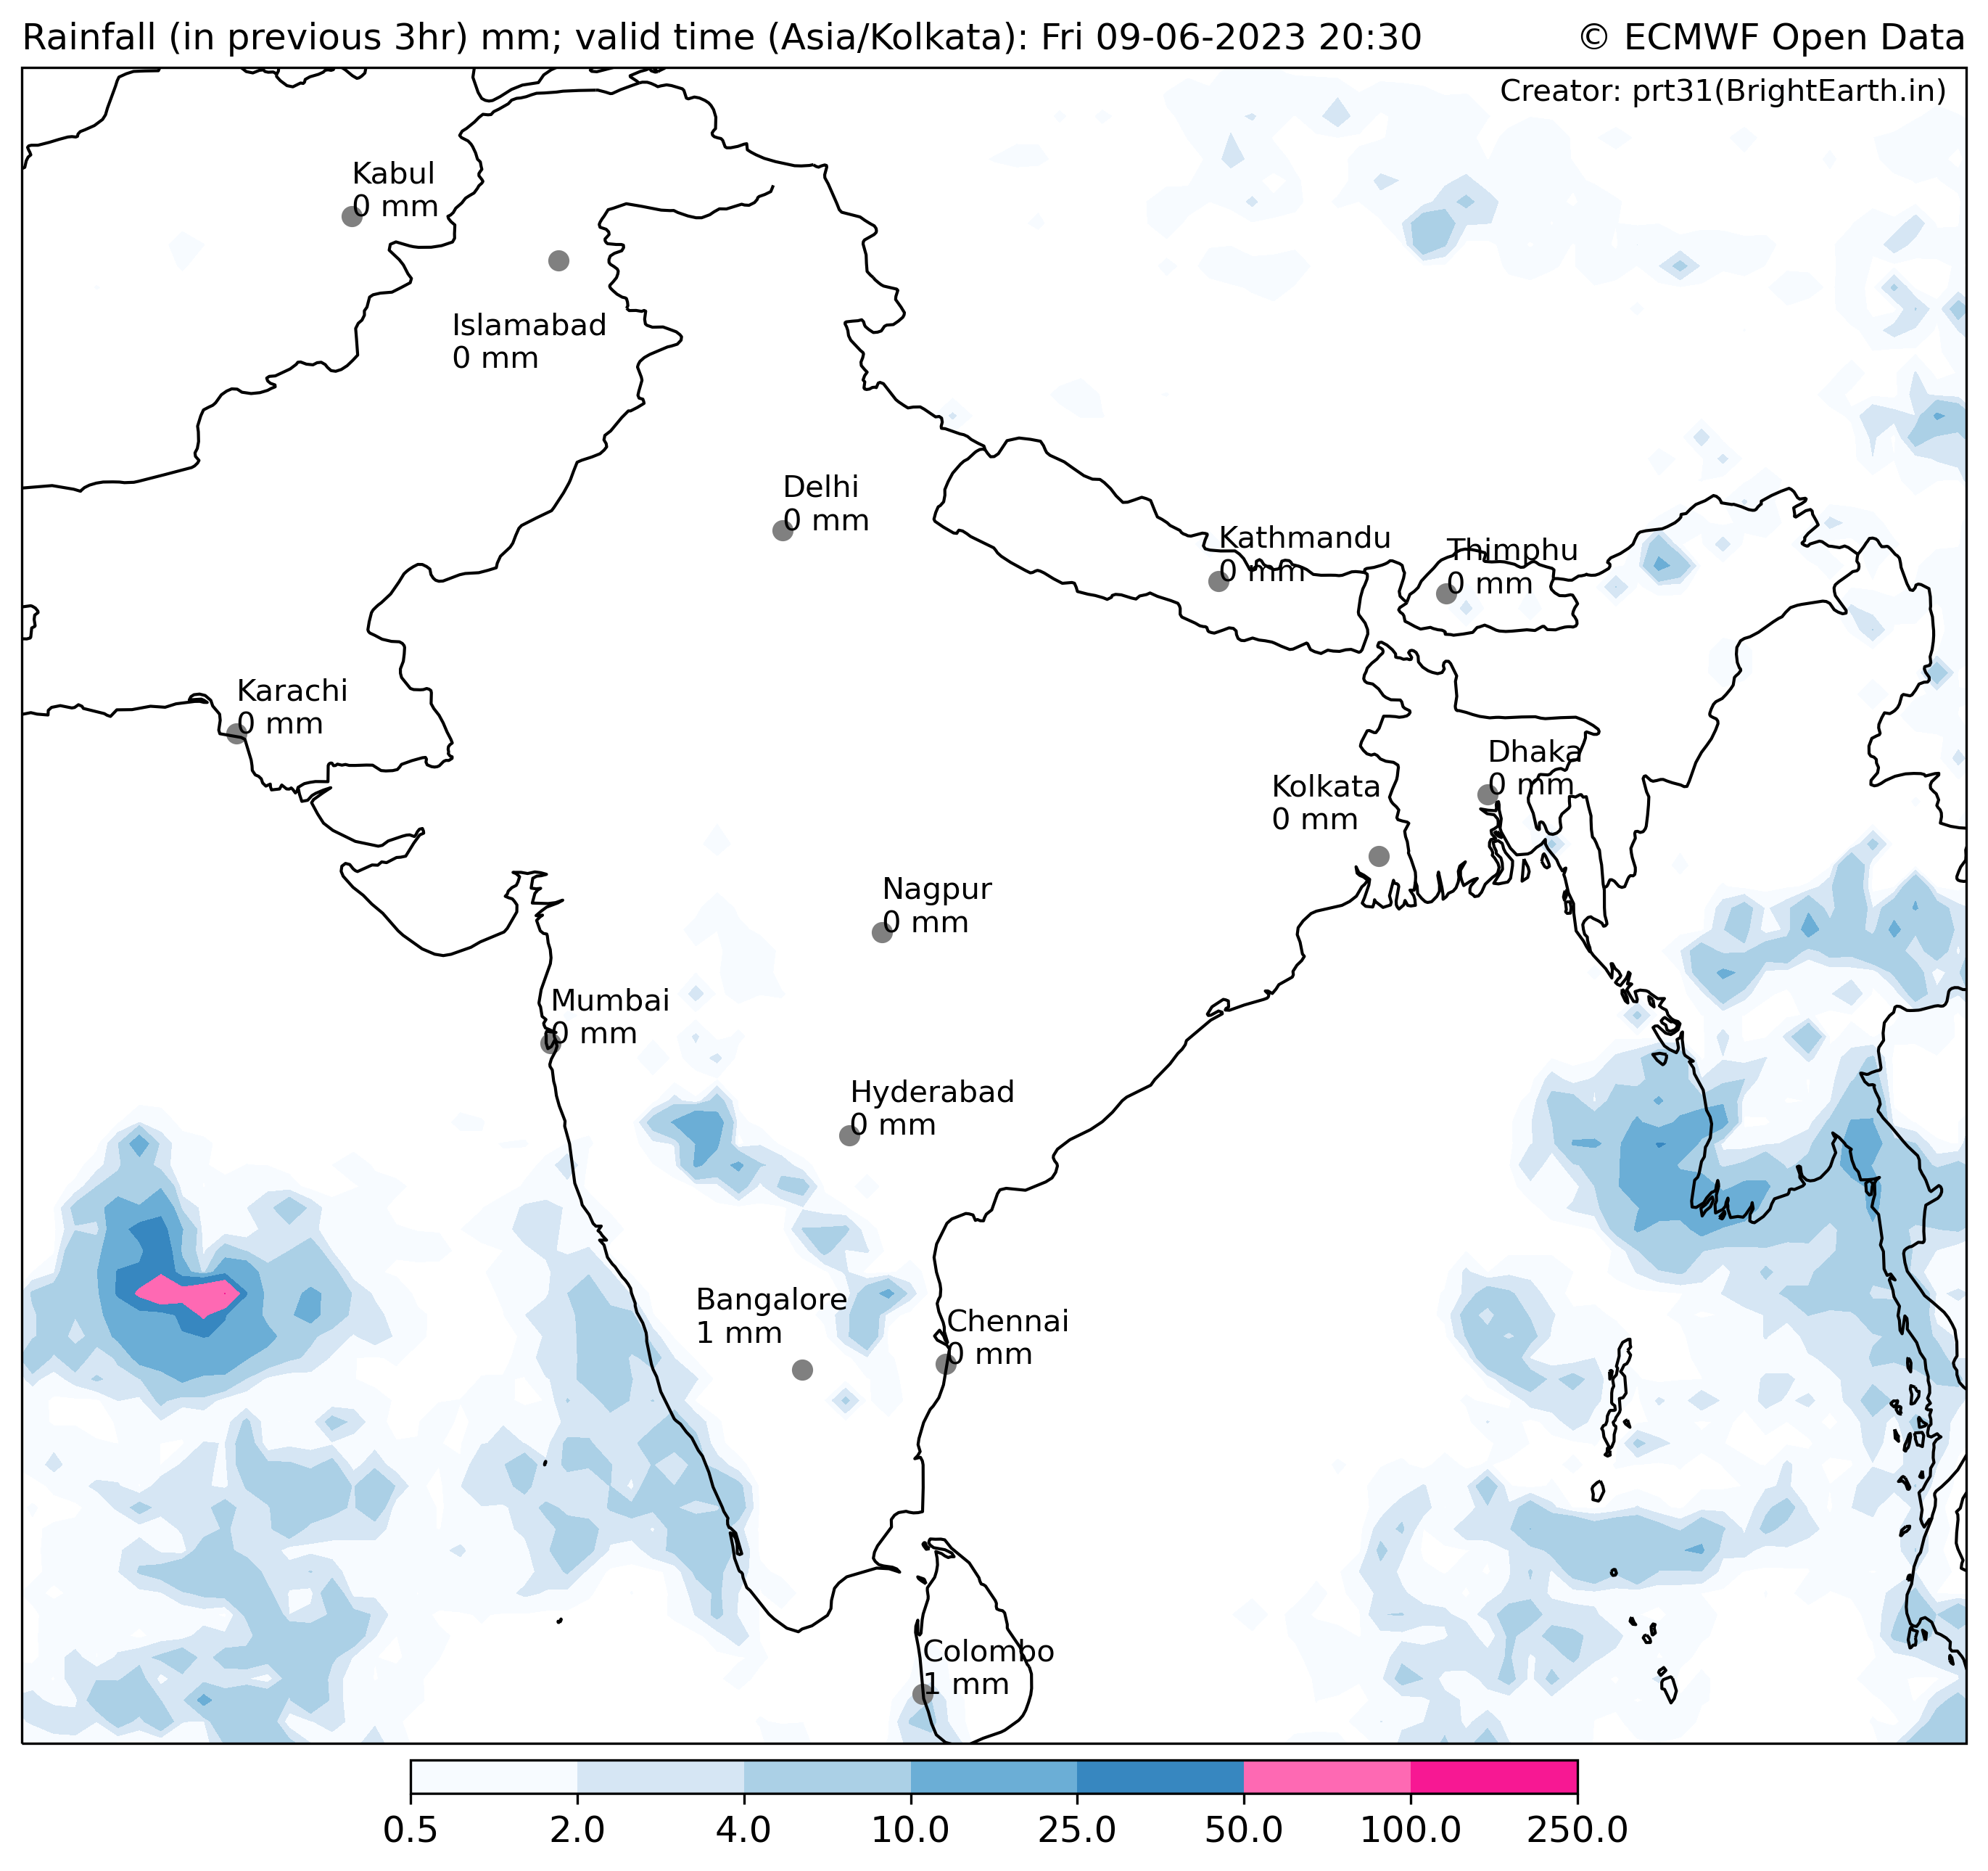 Rainfall (in previous 3hr) mm; valid time (Asia/Kolkata): Fri 09-06-2023 20:30
© ECMWF Open Data
Creator: prt31(BrightEarth.in)
Kabul
0 mm
Islamabad
0 mm
Delhi
0 mm
Kathmandu
0 mm
Thimphu
0 mm
Karachi
0 mm
Dhaka
0 mm
Kolkata
0 mm
Nagpur
0 mm
Mumbai
0 mm
Hyderabad
0 mm
Bangalore
1 mm
Chennai
0 mm
Colombo
1 mm
0.5 2.0 4.0 10.0 25.0 50.0 100.0 250.0